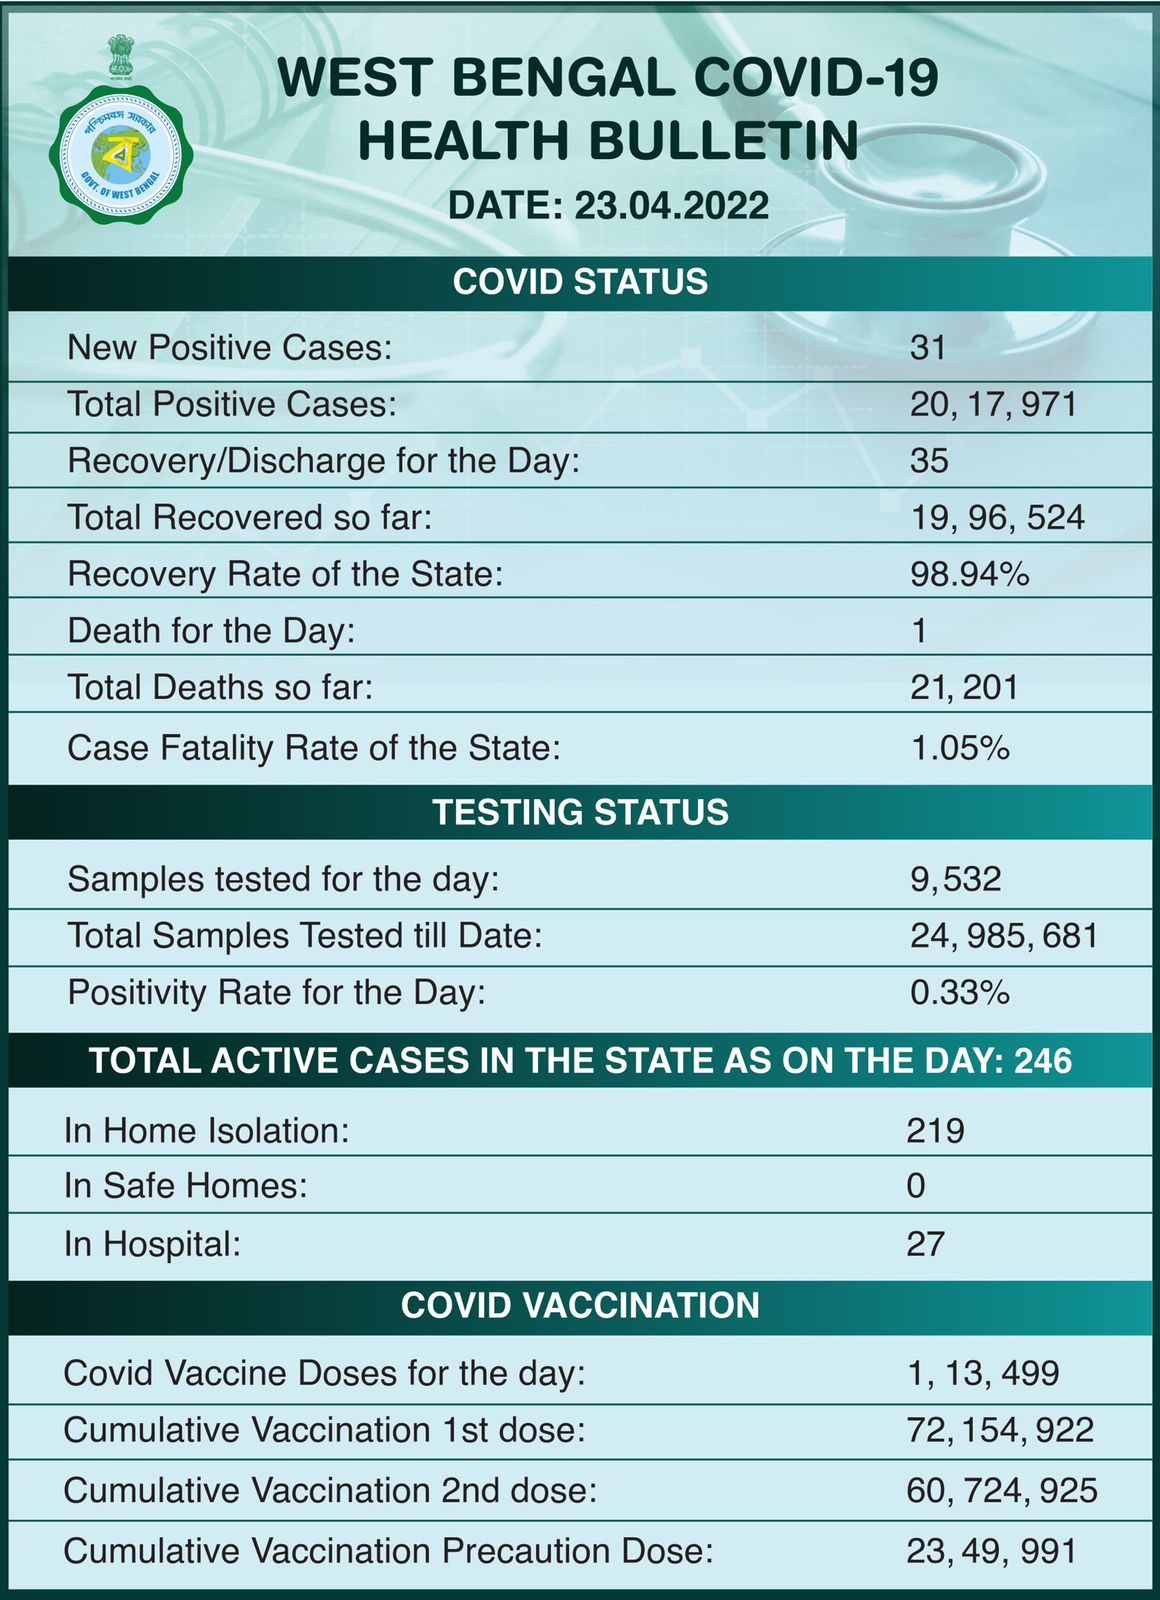 পশ্চিমবঙ্গ সরকার
GOVT. OF WEST BENGAL
WEST BENGAL COVID-19
HEALTH BULLETIN
DATE: 23.04.2022
COVID STATUS
New Positive Cases: 31
Total Positive Cases: 20, 17, 971
Recovery/Discharge for the Day: 35
Total Recovered so far: 19, 96, 524
Recovery Rate of the State: 98.94%
Death for the Day: 1
Total Deaths so far: 21, 201
Case Fatality Rate of the State: 1.05%
TESTING STATUS
Samples tested for the day: 9,532
Total Samples Tested till Date: 24, 985, 681
Positivity Rate for the Day: 0.33%
TOTAL ACTIVE CASES IN THE STATE AS ON THE DAY: 246
In Home Isolation: 219
In Safe Homes: 0
In Hospital: 27
COVID VACCINATION
Covid Vaccine Doses for the day: 1, 13, 499
Cumulative Vaccination 1st dose: 72, 154, 922
Cumulative Vaccination 2nd dose: 60, 724, 925
Cumulative Vaccination Precaution Dose: 23, 49, 991